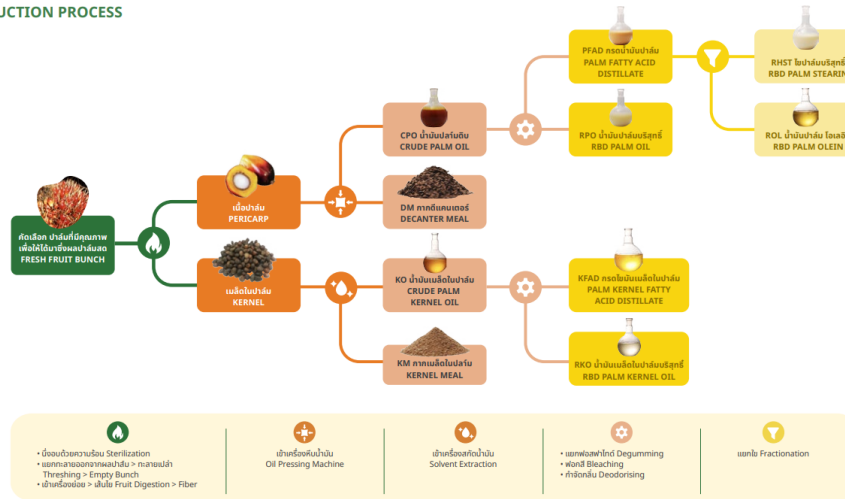 UCTION PROCESS
PFAD กรดน้ำมันปาล์ม
PALM FATTY ACID
DISTILLATE
RHST ไขปาล์มบริสุทธิ์
RBD PALM STEARIN
CPO น้ำมันปาล์มดิบ
CRUDE PALM OIL
RPO น้ำมันปาล์มบริสุทธิ์
RBD PALM OIL
ROL น้ำมันปาล์ม โอเลอิ
RBD PALM OLEIN
เนื้อปาล์ม
PERICARP
DM กากดีแคนเตอร์
DECANTER MEAL
คัดเลือก ปาล์มที่มีคุณภาพ
เพื่อให้ได้มาซึ่งผลปาล์มสด
FRESH FRUIT BUNCH
เมล็ดในปาล์ม
KERNEL
KO น้ำมันเมล็ดในปาล์ม
CRUDE PALM
KERNEL OIL
KFAD กรดไขมันเมล็ดในปาล์ม
PALM KERNEL FATTY
ACID DISTILLATE
KM กากเมล็ดในปาล์ม
KERNEL MEAL
RKO น้ำมันเมล็ดในปาล์มบริสุทธิ์
RBD PALM KERNEL OIL
• นึ่งอบด้วยความร้อน Sterilization
• แยกทะลายออกจากผลปาล์ม > ทะลายเปล่า
Threshing > Empty Bunch
• เข้าเครื่องย่อย > เส้นใย Fruit Digestion > Fiber
เข้าเครื่องหีบน้ำมัน
Oil Pressing Machine
เข้าเครื่องสกัดน้ำมัน
Solvent Extraction
• แยกฟอสฟาไทด์ Degumming
• ฟอกสี Bleaching
• กำจัดกลิ่น Deodorising
แยกไข Fractionation